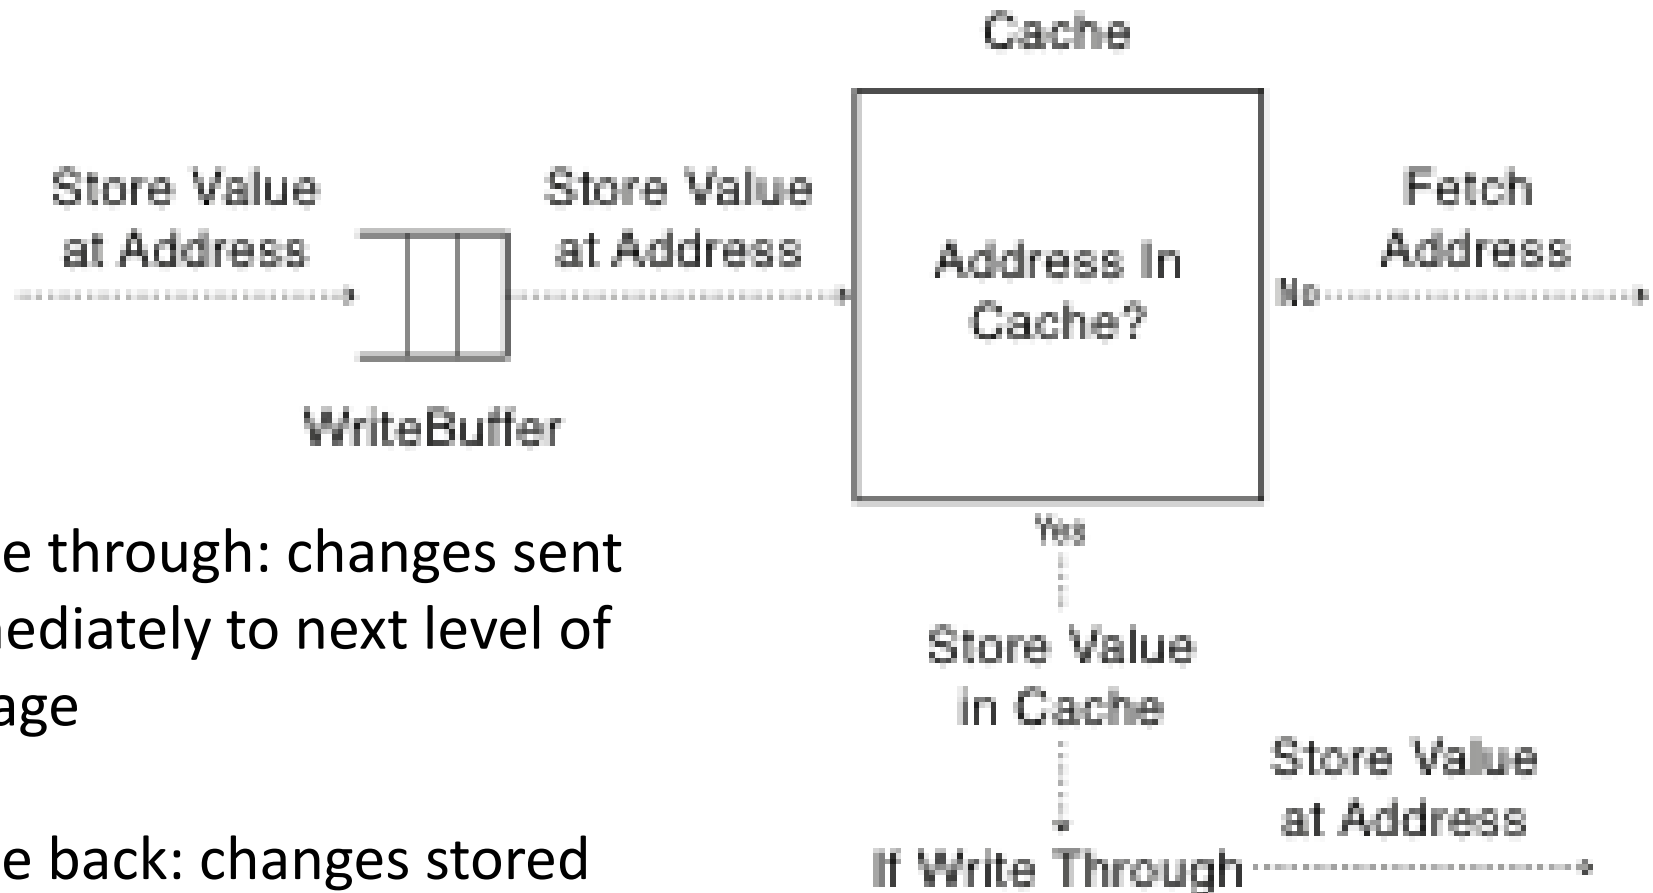 Cache
Store Value
at Address
Store Value
at Address
Address In
Cache?
Fetch
Address
No
WriteBuffer
Yes
e through: changes sent
ediately to next level of
age
Store Value
in Cache
Store Value
at Address
e back: changes stored
If Write Through